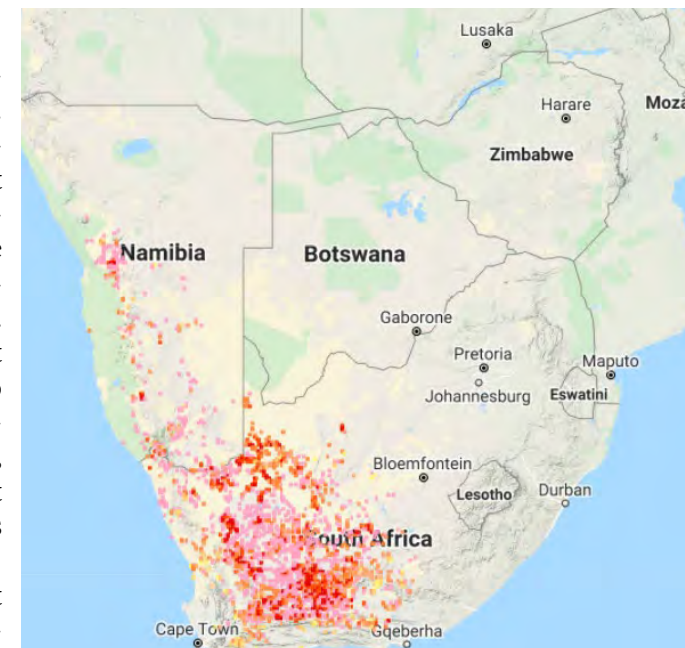 Lusaka
Harare
Moza
Zimbabwe
Namibia
Botswana
Gaborone
Pretoria
Maputo
Johannesburg
Eswatini
Bloemfontein
Lesotho
Durban
South Africa
Cape Town
Gqeberha